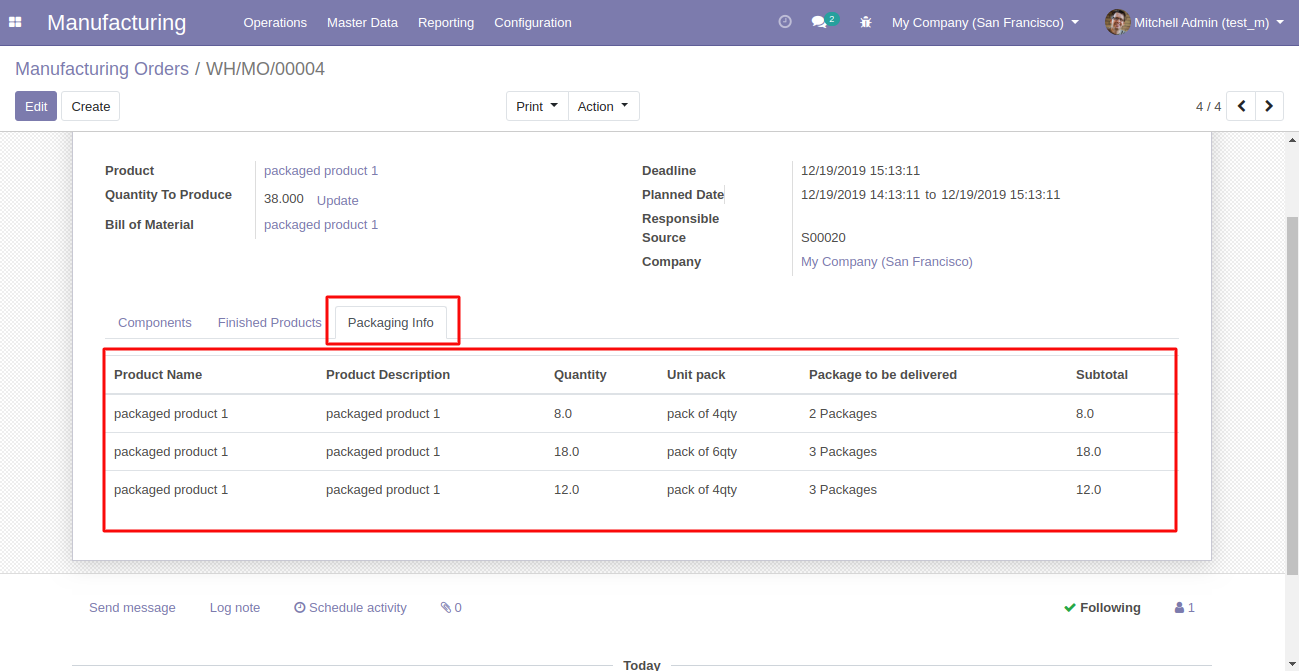 Manufacturing Operations Master Data Reporting Configuration 2 My Company (San Francisco) Mitchell Admin (test_m)
Manufacturing Orders / WH/MO/00004
Edit Create Print Action 4 / 4
Product packaged product 1
Quantity To Produce 38.000 Update
Bill of Material packaged product 1
Deadline 12/19/2019 15:13:11
Planned Date 12/19/2019 14:13:11 to 12/19/2019 15:13:11
Responsible
Source S00020
Company My Company (San Francisco)
Components Finished Products Packaging Info
Product Name Product Description Quantity Unit pack Package to be delivered Subtotal
packaged product 1 packaged product 1 8.0 pack of 4qty 2 Packages 8.0
packaged product 1 packaged product 1 18.0 pack of 6qty 3 Packages 18.0
packaged product 1 packaged product 1 12.0 pack of 4qty 3 Packages 12.0
Send message Log note Schedule activity 0 Following 1
Today